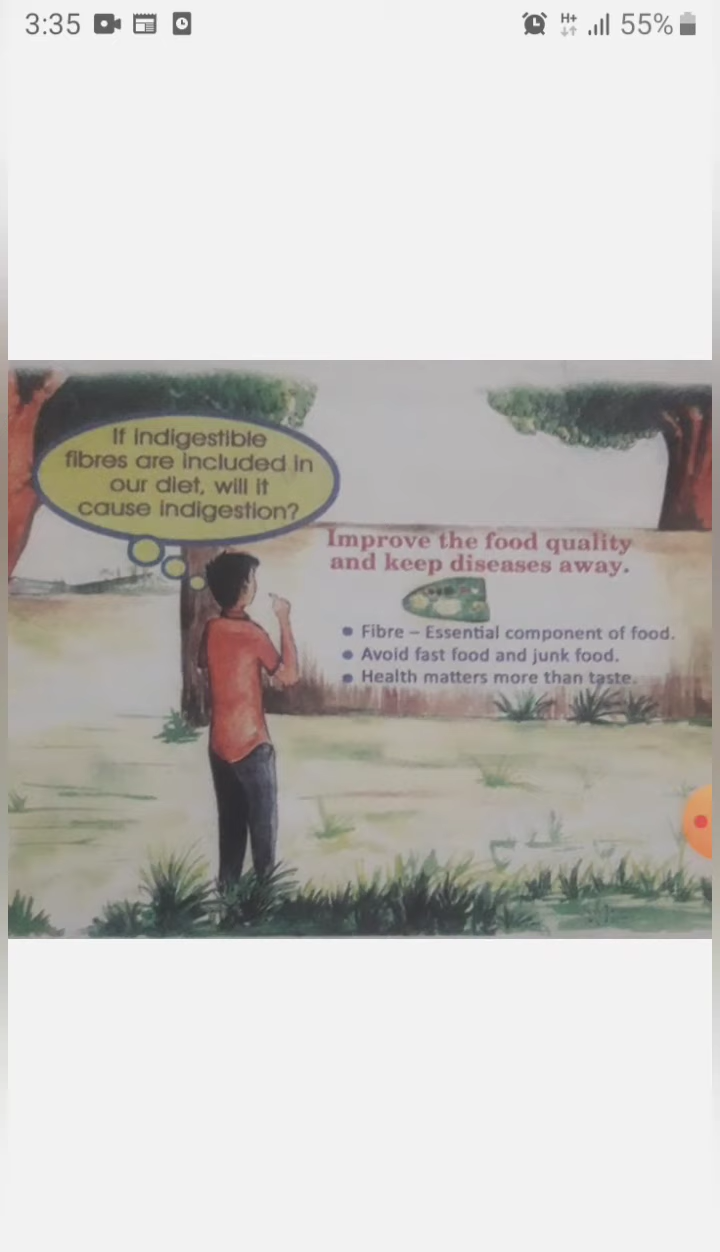 3:35
H+
55%
If indigestible
fibres are included in
our diet, will it
cause indigestion?
Improve the food quality
and keep diseases away.
Fibre – Essential component of food.
Avoid fast food and junk food.
Health matters more than taste.